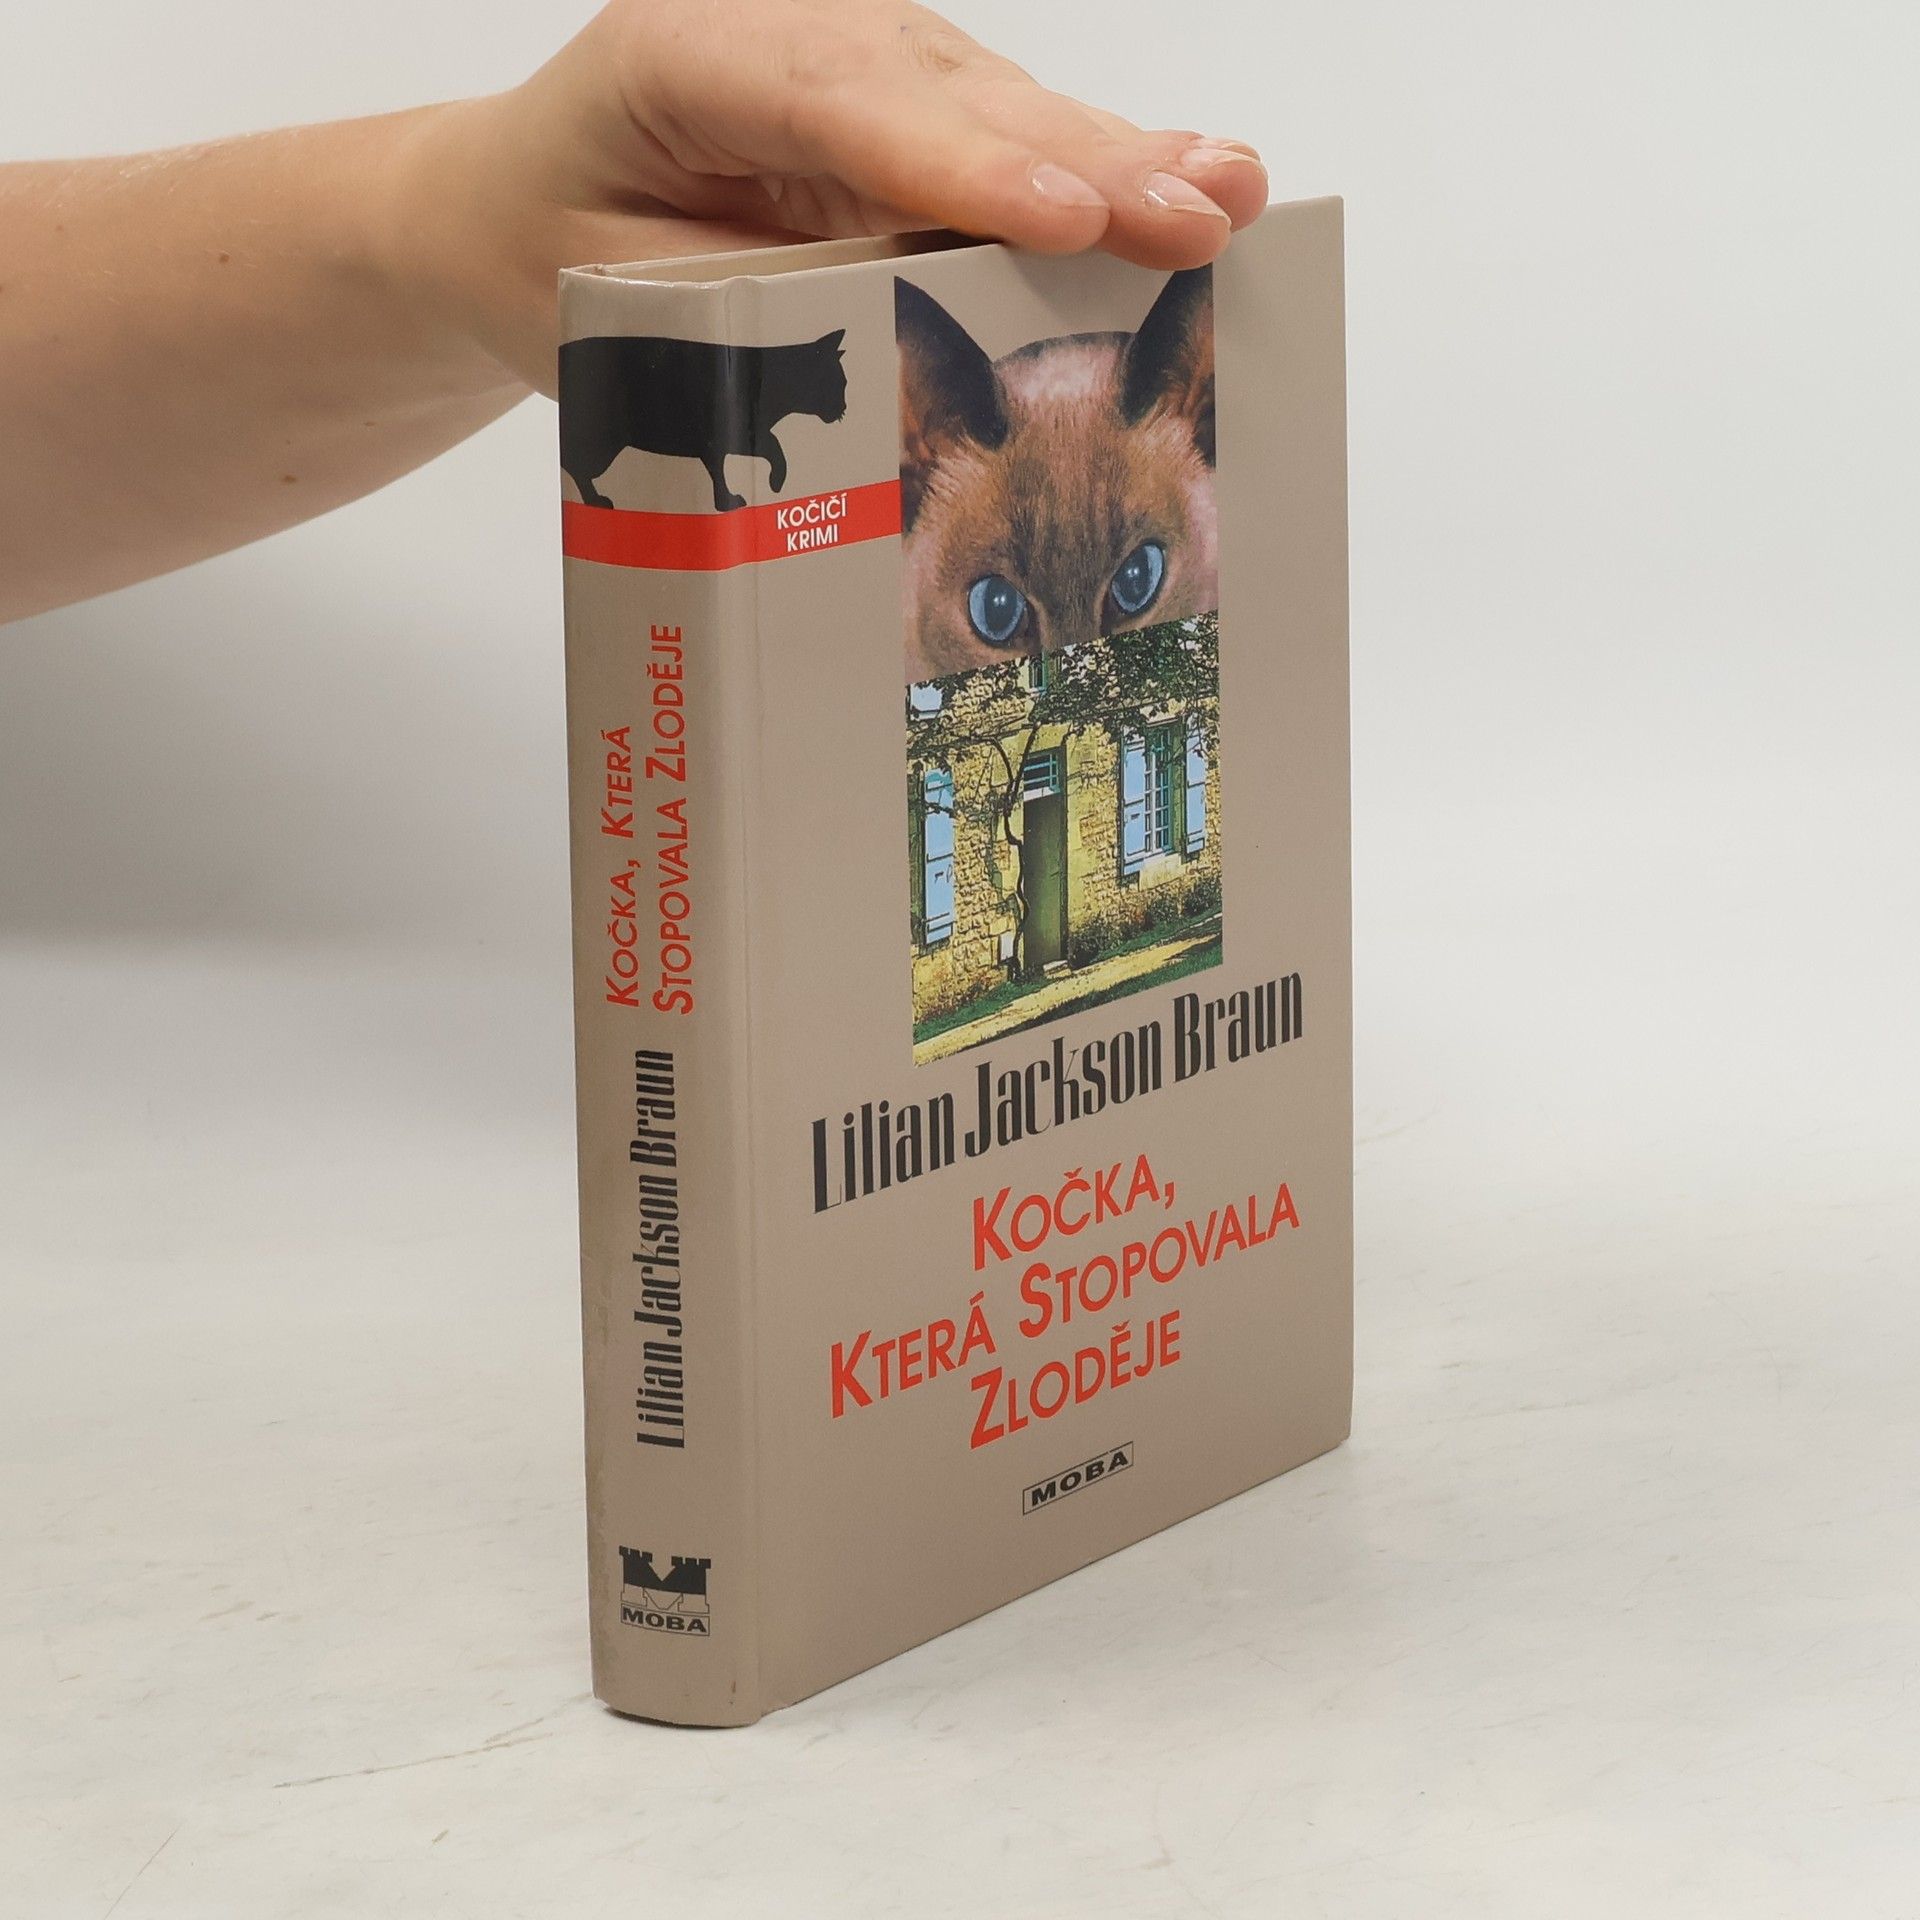 KOČIČÍ
KRIMI
KOČKA, KTERÁ
STOPOVALA ZLODĚJE
Lilian Jackson Braun
MOBA
Lilian Jackson Braun
KOČKA,
KTERÁ STOPOVALA
ZLODĚJE
MOBA